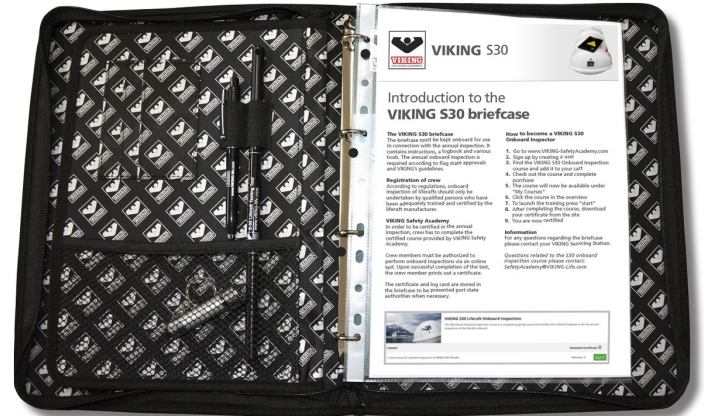 VIKING
VIKING S30
Introduction to the
VIKING S30 briefcase
The VIKING S30 briefcase
The briefcase must be kept onboard for use
in connection with the annual inspection. It
contains instructions, a logbook and various
tools. The annual onboard inspection is
required according to flag state approvals
and VIKING's guidelines.
Registration of crew
According to regulations, onboard
inspection of liferafts should only be
undertaken by qualified persons who have
been adequately trained and certified by the
liferaft manufacturer.
VIKING Safety Academy
In order to be certified in the annual
inspection, crew has to complete the
certified course provided by VIKING Safety
Academy.
Crew members must be authorized to
perform onboard inspections via an online
test. Upon successful completion of the test,
the crew member prints out a certificate.
The certificate and log card are stored in
the briefcase to be presented port state
authorities when necessary.
How to become a VIKING S30
Onboard Inspector
1. Go to www.VIKING-SafetyAcademy.com
2. Sign up by creating a user
3. Find the VIKING S30 Onboard Inspection
course and add it to your cart
4. Check out the course and complete
purchase
5. The course will now be available under
"My Courses"
6. Click the course in the overview
7. To launch the training press "start"
8. After completing the course, download
your certificate from the site
9. You are now certified
Information
For any questions regarding the briefcase
please contact your VIKING Servicing Station.
Questions related to the S30 onboard
inspection course please contact:
SafetyAcademy@VIKING-Life.com
VIKING S30 Liferaft Onboard Inspection